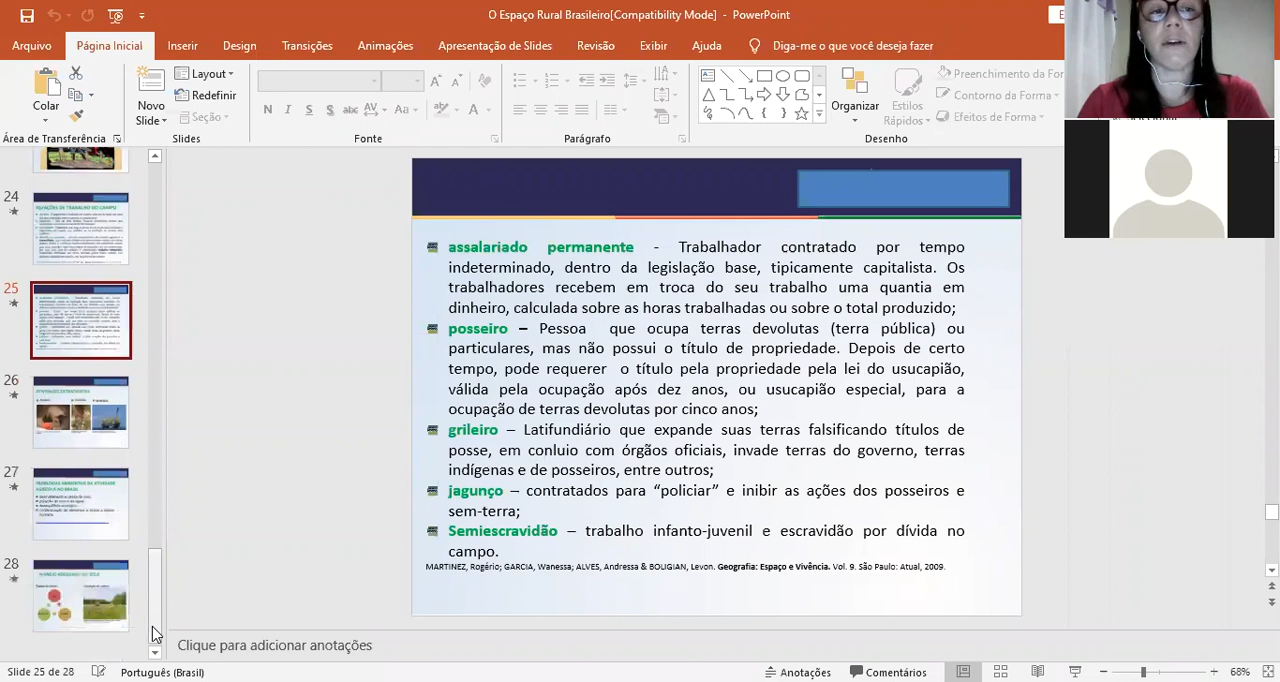 O Espaço Rural Brasileiro[Compatibility Mode] - PowerPoint
Arquivo Página Inicial Inserir Design Transições Animações Apresentação de Slides Revisão Exibir Ajuda Diga-me o que você deseja fazer
Colar
Novo
Slide
Layout
Redefinir
Seção
N I S S abc AV Aa A
Organizar
Estilos
Rápidos
Preenchimento da For
Contorno da Forma
Efeitos de Forma
Área de Transferência Slides Fonte Parágrafo Desenho
24
RELAÇÕES DE TRABALHO DO CAMPO
25
26
27
28
assalariado permanente - Trabalhador contratado por tempo
indeterminado, dentro da legislação base, tipicamente capitalista. Os
trabalhadores recebem em troca do seu trabalho uma quantia em
dinheiro calculada sobre as horas trabalhadas e sobre o total produzido;
posseiro – Pessoa que ocupa terras devolutas (terra pública) e
particulares, mas não possui o título de propriedade. Depois de certo
tempo, pode requerer o título pela propriedade pela lei do usucapião,
válido por ocupação após dez anos, ou usucapião especial, para a
ocupação de terras devolutas por cinco anos;
grileiro – Latifundiário que expande suas terras falsificando títulos de
posse, em conluio com órgãos oficiais, invade terras do governo, terras
indígenas e de posseiros, entre outros;
jagunço – contratados para “policiar” e inibir as ações dos posseiros e
sem-terra;
Semiescravidão – trabalho infanto-juvenil e escravidão por dívida no
campo.
MARTINEZ, Rogério; GARCIA, Wanessa; ALVES, Andressa & BOLIGIAN, Levon. Geografia: Espaço e Vivência. Vol. 9. São Paulo: Atual, 2009.
Clique para adicionar anotações
Slide 25 de 28 Português (Brasil) Anotações Comentários 68%